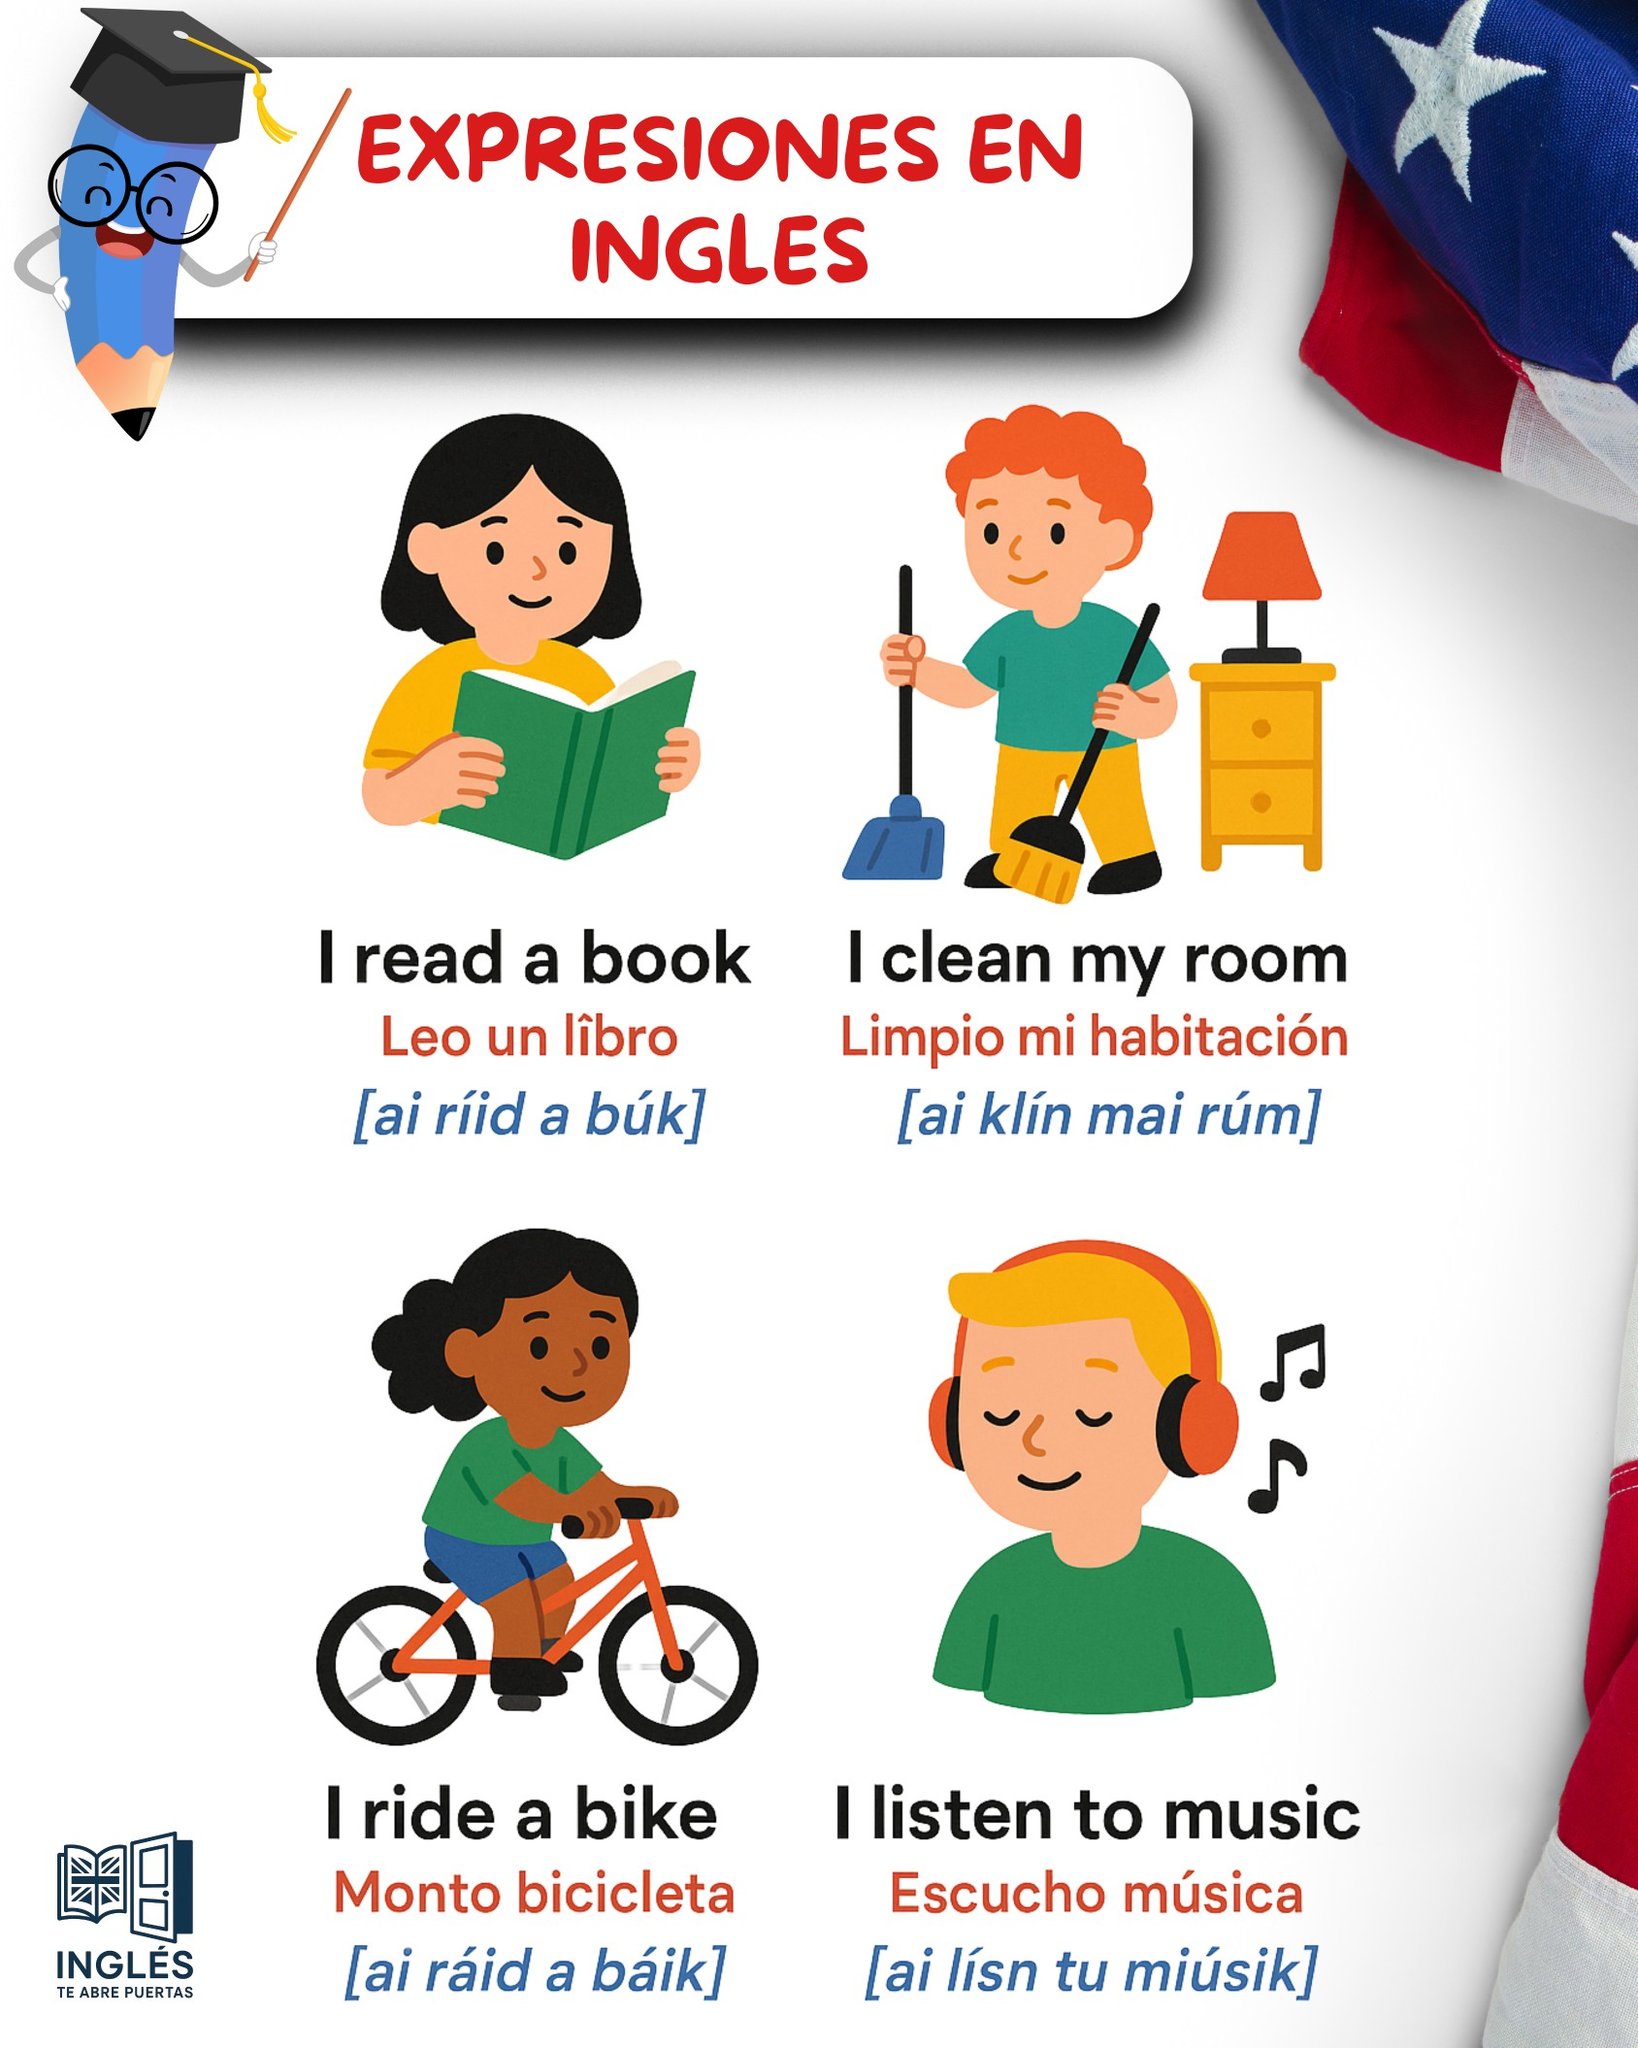 EXPRESIONES EN
INGLES
I read a book
Leo un lîbro
[ai ríid a búk]
I clean my room
Limpio mi habitación
[ai klín mai rúm]
I ride a bike
Monto bicicleta
[ai ráid a báik]
I listen to music
Escucho música
[ai lísn tu miúsik]
INGLÉS
TE ABRE PUERTAS